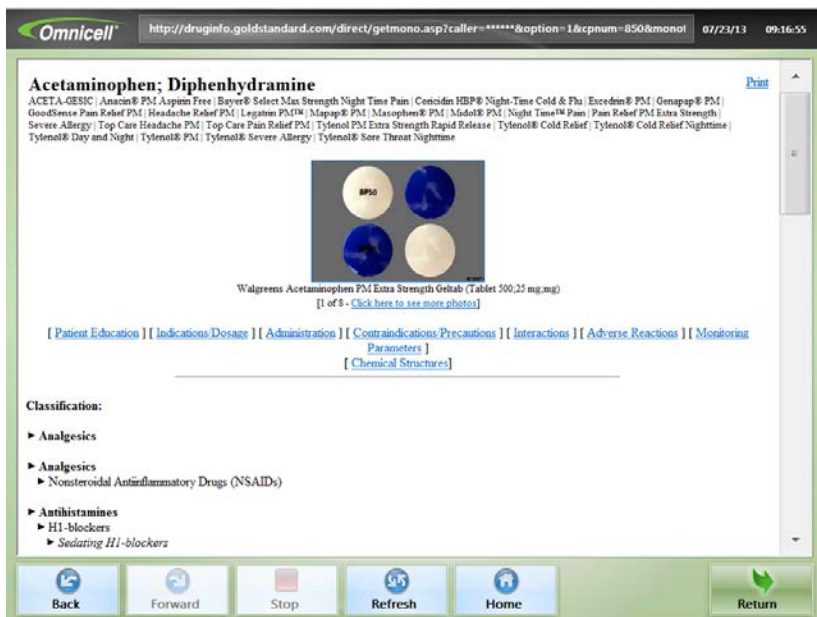 Omnicell®
http://druginfo.goldstandard.com/direct/getmono.asp?caller=******&option=1&cpnum=850&monol
07/23/13 09:16:55
Acetaminophen; Diphenhydramine
Print
ACETA-GESIC | Anacin® PM Aspirin Free | Bayer® Select Max Strength Night Time Pain | Coricidin HBP® Night-Time Cold & Flu | Excedrin® PM | Genapap® PM |
GoodSense Pain Relief PM | Headache Relief PM | Legatrin PM™ | Mapap® PM | Masophen® PM | Midol® PM | Night Time™ Pain | Pain Relief PM Extra Strength |
Severe Allergy | Top Care Headache PM | Top Care Pain Relief PM | Tylenol PM Extra Strength Rapid Release | Tylenol® Cold Relief | Tylenol® Cold Relief Nighttime |
Tylenol® Day and Night | Tylenol® PM | Tylenol® Severe Allergy | Tylenol® Sore Throat Nighttime
BP50
Walgreens Acetaminophen PM Extra Strength Geltab (Tablet 500;25 mg;mg)
[1 of 8 - Click here to see more photos]
[ Patient Education ] [ Indications/Dosage ] [ Administration ] [ Contraindications/Precautions ] [ Interactions ] [ Adverse Reactions ] [ Monitoring
Parameters ]
[ Chemical Structures]
Classification:
Analgesics
Analgesics
Nonsteroidal Antiinflammatory Drugs (NSAIDs)
Antihistamines
H1-blockers
Sedating H1-blockers
Back
Forward
Stop
Refresh
Home
Return